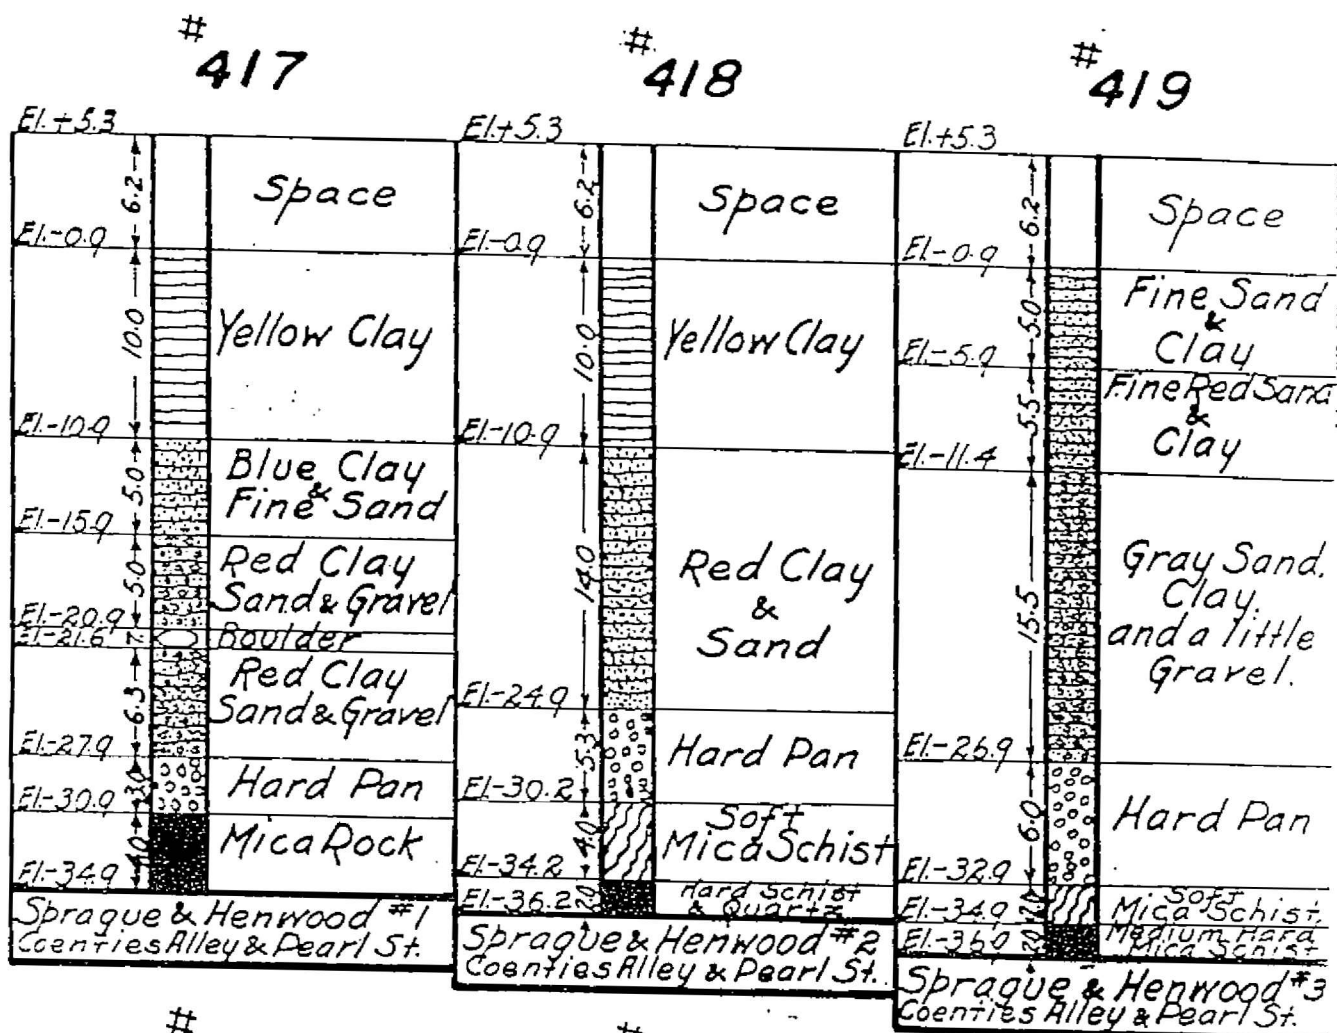 #
417
El.+5.3
6.2
Space
El.-0.9
10.0
Yellow Clay
El.-10.9
5.0
Blue Clay
&
Fine Sand
El.-15.9
5.0
Red Clay
Sand & Gravel
El.-20.9
.7
Boulder
El.-21.6
6.3
Red Clay
Sand & Gravel
El.-27.9
3.0
Hard Pan
El.-30.9
4.0
Mica Rock
El.-34.9
Sprague & Henwood #1
Coenties Alley & Pearl St.
#
418
El.+5.3
6.2
Space
El.-0.9
10.0
Yellow Clay
El.-10.9
14.0
Red Clay
&
Sand
El.-24.9
5.3
Hard Pan
El.-30.2
4.0
Soft
Mica Schist
El.-34.2
2.0
Hard Schist
& Quartz
El.-36.2
Sprague & Henwood #2
Coenties Alley & Pearl St.
#
419
El.+5.3
6.2
Space
El.-0.9
5.0
Fine Sand
&
Clay
El.-5.9
5.5
Fine Red Sand
&
Clay
El.-11.4
15.5
Gray Sand,
Clay,
and a little
Gravel.
El.-26.9
6.0
Hard Pan
El.-32.9
2.0
Soft
Mica Schist.
El.-34.9
2.0
Medium Hard
Mica Schist
El.-36.9
Sprague & Henwood #3
Coenties Alley & Pearl St.
#
#